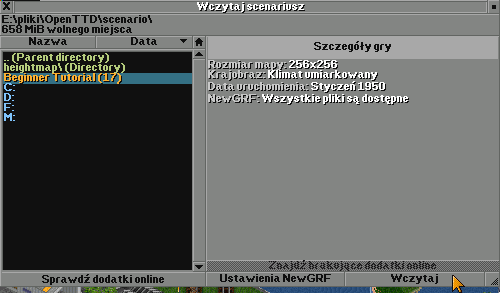 Wczytaj scenariusz
E:\pliki\OpenTTD\scenario\
658 MiB wolnego miejsca
Nazwa Data
.. (Parent directory)
heightmap\ (Directory)
Beginner Tutorial (17)
C:
D:
F:
M:
Szczegóły gry
Rozmiar mapy: 256x256
Krajobraz: Klimat umiarkowany
Data uruchomienia: Styczeń 1950
NewGRF: Wszystkie pliki są dostępne
Znajdź brakujące dodatki online
Sprawdź dodatki online Ustawienia NewGRF Wczytaj